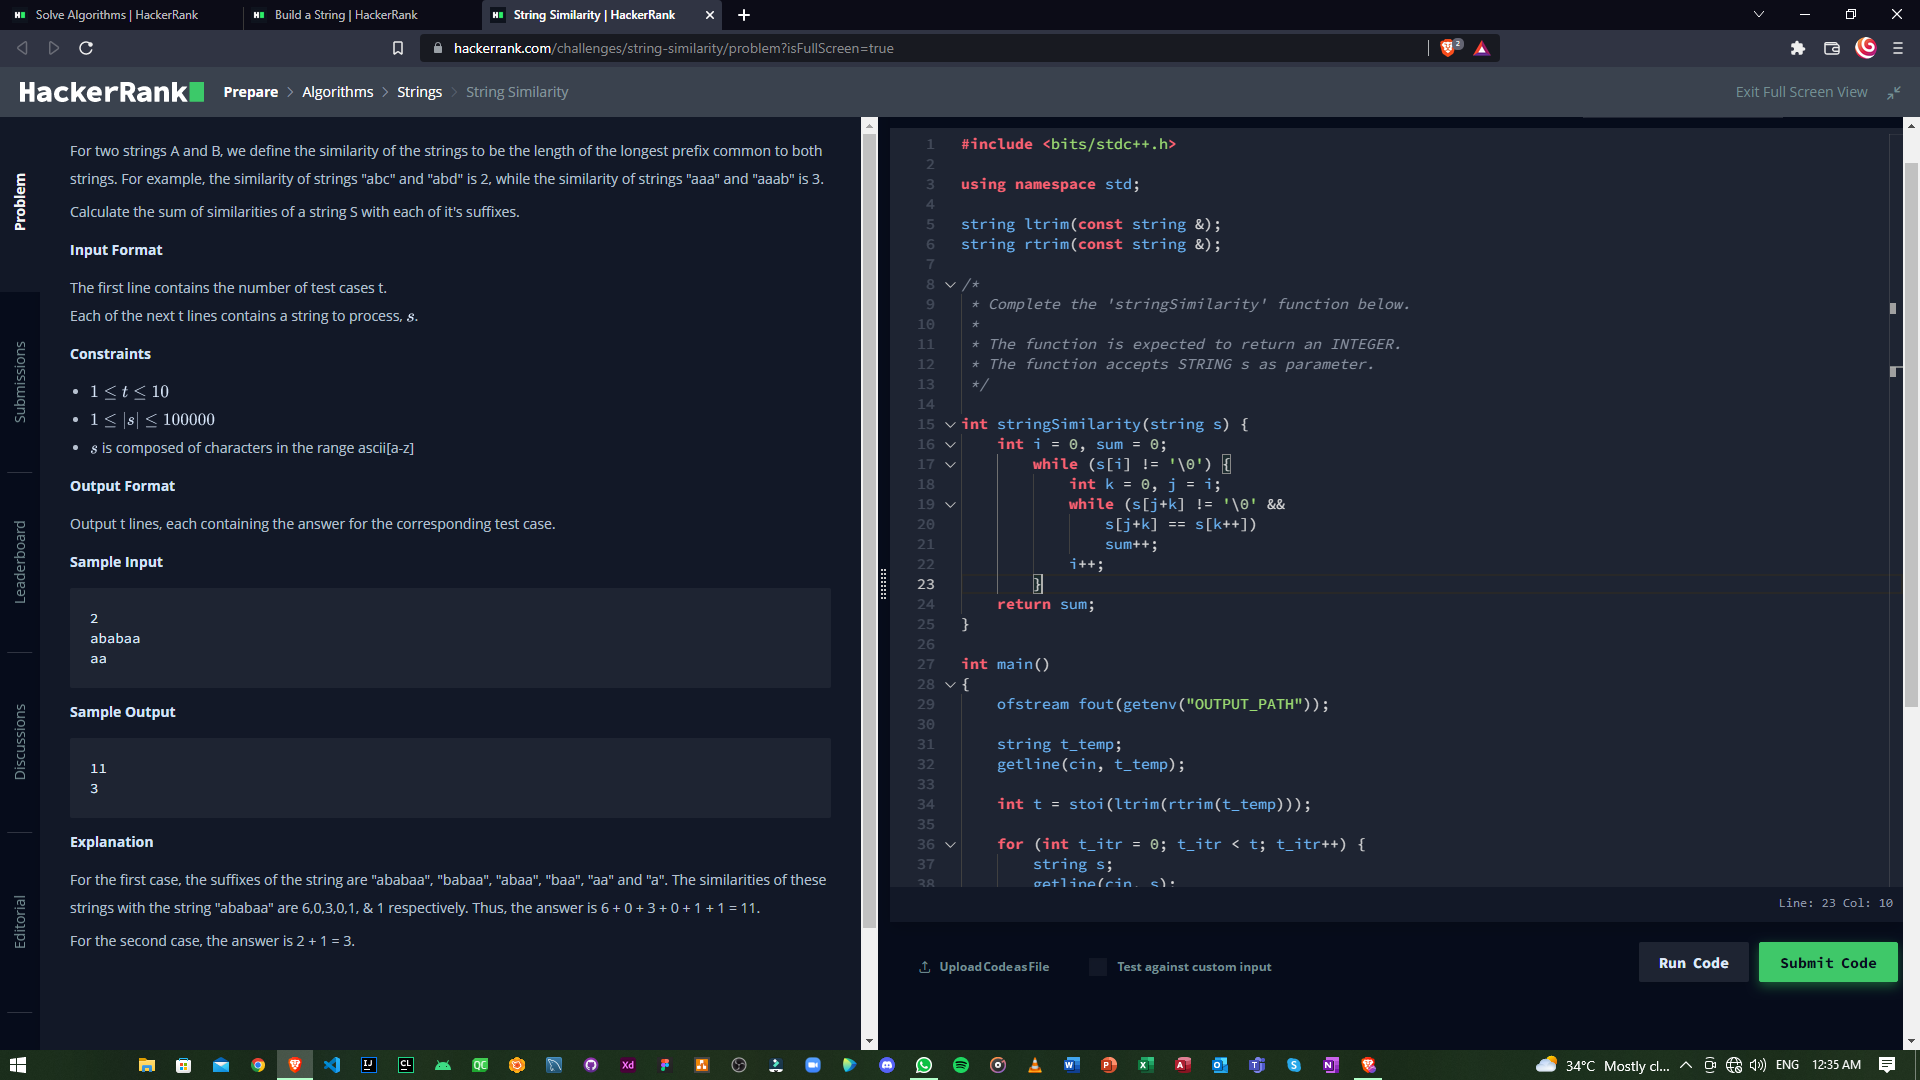 Solve Algorithms | HackerRank
Build a String | HackerRank
String Similarity | HackerRank
hackerrank.com/challenges/string-similarity/problem?isFullScreen=true
2
HackerRank
Prepare > Algorithms > Strings > String Similarity
Exit Full Screen View
Problem
Submissions
Leaderboard
Discussions
Editorial
For two strings A and B, we define the similarity of the strings to be the length of the longest prefix common to both
strings. For example, the similarity of strings "abc" and "abd" is 2, while the similarity of strings "aaa" and "aaab" is 3.
Calculate the sum of similarities of a string S with each of it's suffixes.
Input Format
The first line contains the number of test cases t.
Each of the next t lines contains a string to process, s.
Constraints
• 1 ≤ t ≤ 10
• 1 ≤ |s| ≤ 100000
• s is composed of characters in the range ascii[a-z]
Output Format
Output t lines, each containing the answer for the corresponding test case.
Sample Input
2
ababaa
aa
Sample Output
11
3
Explanation
For the first case, the suffixes of the string are "ababaa", "babaa", "abaa", "baa", "aa" and "a". The similarities of these
strings with the string "ababaa" are 6,0,3,0,1, & 1 respectively. Thus, the answer is 6 + 0 + 3 + 0 + 1 + 1 = 11.
For the second case, the answer is 2 + 1 = 3.
1 #include <bits/stdc++.h>
2
3 using namespace std;
4
5 string ltrim(const string &);
6 string rtrim(const string &);
7
8 /*
9 * Complete the 'stringSimilarity' function below.
10 *
11 * The function is expected to return an INTEGER.
12 * The function accepts STRING s as parameter.
13 */
14
15 int stringSimilarity(string s) {
16 int i = 0, sum = 0;
17 while (s[i] != '\0') {
18 int k = 0, j = i;
19 while (s[j+k] != '\0' &&
20 s[j+k] == s[k++])
21 sum++;
22 i++;
23 }
24 return sum;
25 }
26
27 int main()
28 {
29 ofstream fout(getenv("OUTPUT_PATH"));
30
31 string t_temp;
32 getline(cin, t_temp);
33
34 int t = stoi(ltrim(rtrim(t_temp)));
35
36 for (int t_itr = 0; t_itr < t; t_itr++) {
37 string s;
38 getline(cin, s);
Line: 23 Col: 10
Upload Code as File
Test against custom input
Run Code
Submit Code
34°C Mostly cl...
ENG
12:35 AM